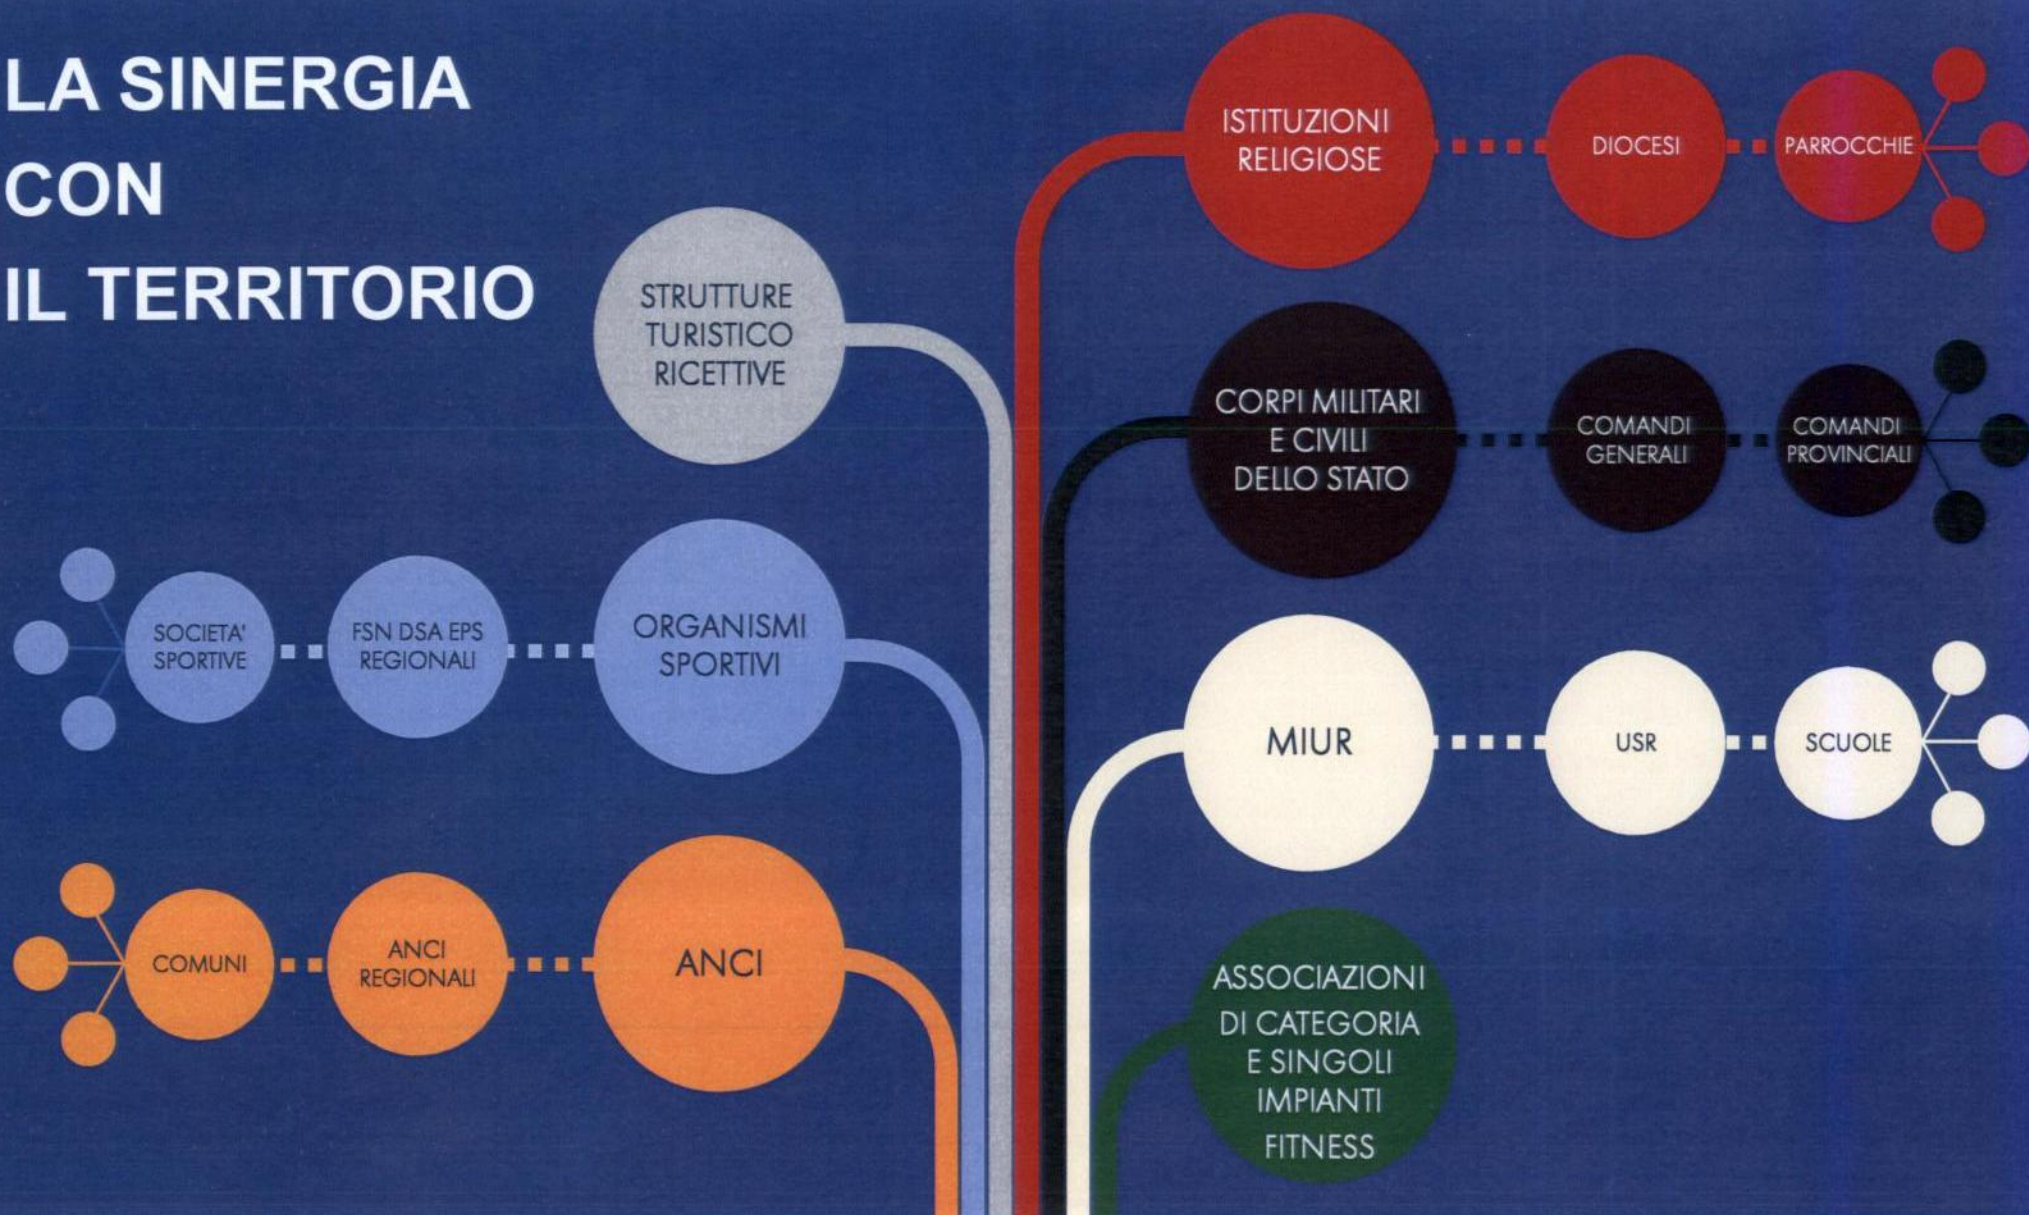 LA SINERGIA
CON
IL TERRITORIO
STRUTTURE
TURISTICO
RICETTIVE
SOCIETA'
SPORTIVE
FSN DSA EPS
REGIONALI
ORGANISMI
SPORTIVI
COMUNI
ANCI
REGIONALI
ANCI
ISTITUZIONI
RELIGIOSE
DIOCESI
PARROCCHIE
CORPI MILITARI
E CIVILI
DELLO STATO
COMANDI
GENERALI
COMANDI
PROVINCIALI
MIUR
USR
SCUOLE
ASSOCIAZIONI
DI CATEGORIA
E SINGOLI
IMPIANTI
FITNESS